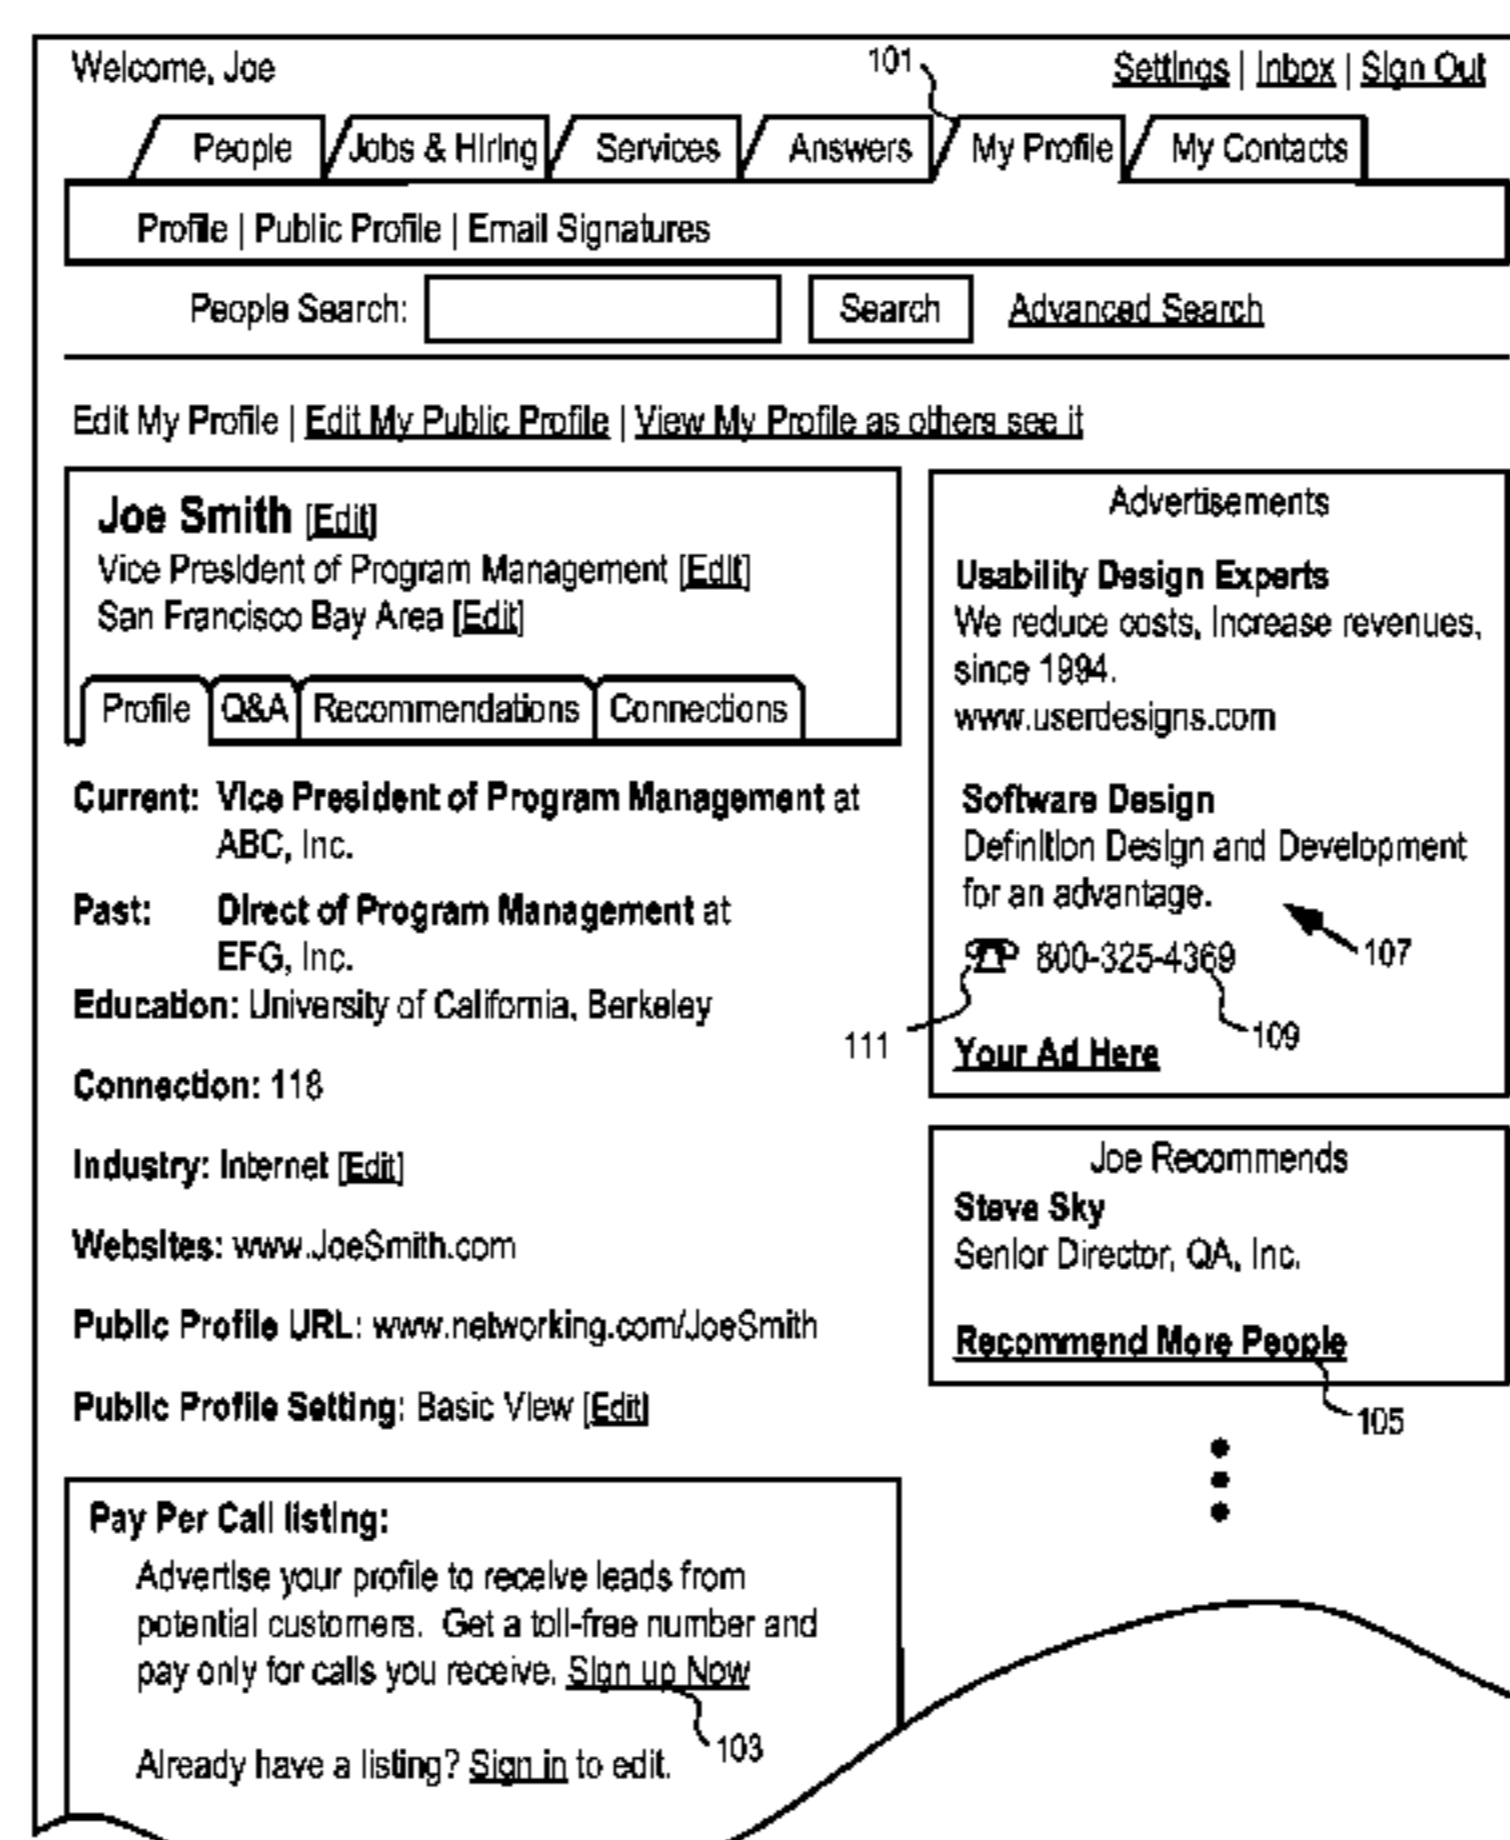 Welcome, Joe
101
Settings | Inbox | Sign Out
People
Jobs & Hiring
Services
Answers
My Profile
My Contacts
Profile | Public Profile | Email Signatures
People Search:
Search
Advanced Search
Edit My Profile | Edit My Public Profile | View My Profile as others see it
Joe Smith [Edit]
Vice President of Program Management [Edit]
San Francisco Bay Area [Edit]
Profile
Q&A
Recommendations
Connections
Current: Vice President of Program Management at
ABC, Inc.
Past: Direct of Program Management at
EFG, Inc.
Education: University of California, Berkeley
Connection: 118
Industry: Internet [Edit]
Websites: www.JoeSmith.com
Public Profile URL: www.networking.com/JoeSmith
Public Profile Setting: Basic View [Edit]
Pay Per Call listing:
Advertise your profile to receive leads from
potential customers. Get a toll-free number and
pay only for calls you receive. Sign up Now
103
Already have a listing? Sign in to edit.
Advertisements
Usability Design Experts
We reduce costs, Increase revenues,
since 1994.
www.userdesigns.com
Software Design
Definition Design and Development
for an advantage.
107
800-325-4369
111
109
Your Ad Here
Joe Recommends
Steve Sky
Senior Director, QA, Inc.
Recommend More People
105